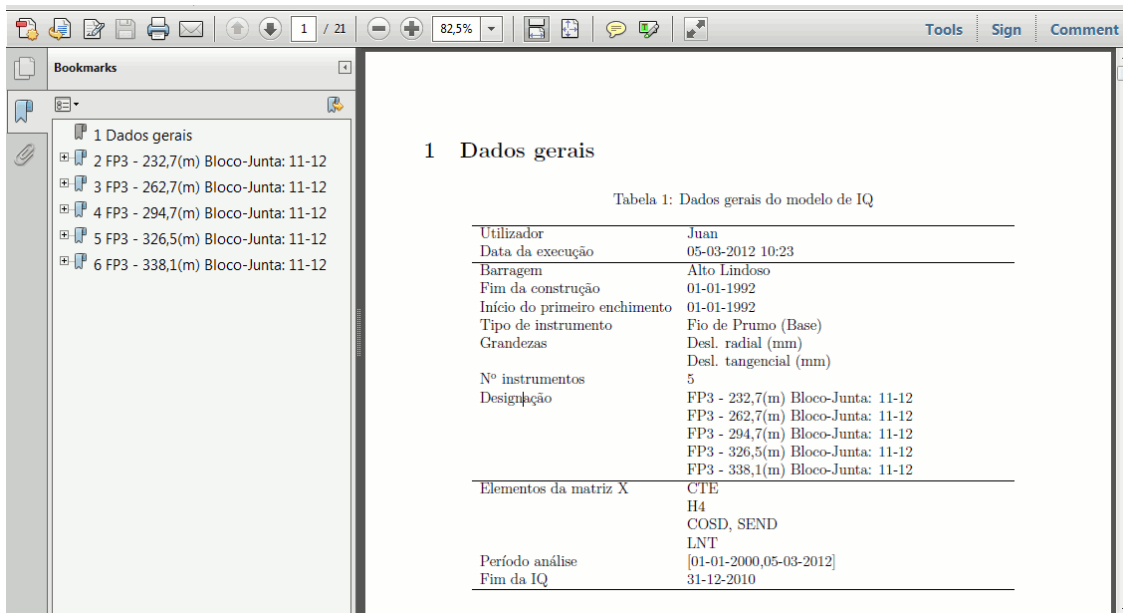 1 / 21
82,5%
Tools Sign Comment
Bookmarks
1 Dados gerais
2 FP3 - 232,7(m) Bloco-Junta: 11-12
3 FP3 - 262,7(m) Bloco-Junta: 11-12
4 FP3 - 294,7(m) Bloco-Junta: 11-12
5 FP3 - 326,5(m) Bloco-Junta: 11-12
6 FP3 - 338,1(m) Bloco-Junta: 11-12
1 Dados gerais
Tabela 1: Dados gerais do modelo de IQ
Utilizador Juan
Data da execução 05-03-2012 10:23
Barragem Alto Lindoso
Fim da construção 01-01-1992
Início do primeiro enchimento 01-01-1992
Tipo de instrumento Fio de Prumo (Base)
Grandezas Desl. radial (mm)
Desl. tangencial (mm)
Nº instrumentos 5
Designação FP3 - 232,7(m) Bloco-Junta: 11-12
FP3 - 262,7(m) Bloco-Junta: 11-12
FP3 - 294,7(m) Bloco-Junta: 11-12
FP3 - 326,5(m) Bloco-Junta: 11-12
FP3 - 338,1(m) Bloco-Junta: 11-12
Elementos da matriz X CTE
H4
COSD, SEND
LNT
Período análise [01-01-2000,05-03-2012]
Fim da IQ 31-12-2010